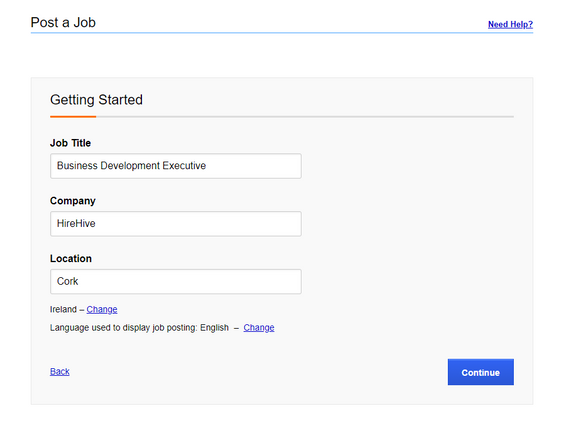 Post a Job
Need Help?
Getting Started
Job Title
Business Development Executive
Company
HireHive
Location
Cork
Ireland – Change
Language used to display job posting: English – Change
Back
Continue